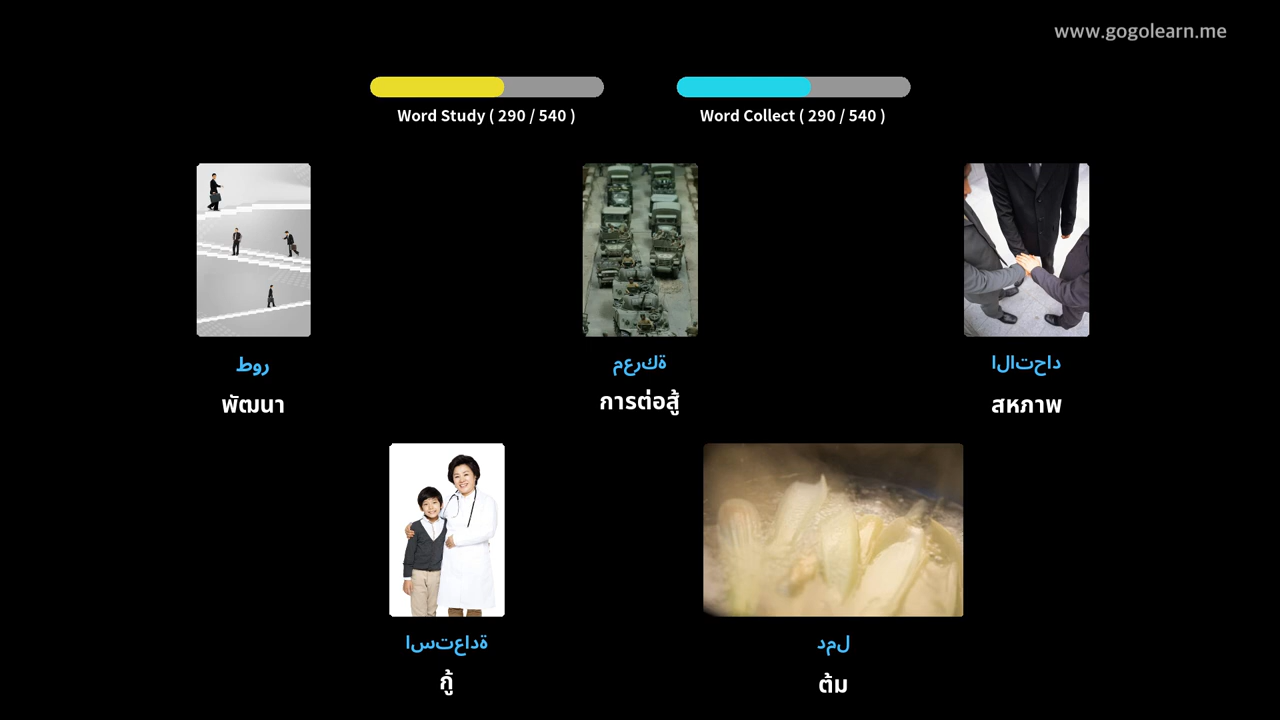 www.gogolearn.me
Word Study ( 290 / 540 )
Word Collect ( 290 / 540 )
طور
معركة
الاتحاد
พัฒนา
การต่อสู้
สหภาพ
استعادة
دمل
กู้
ต้ม